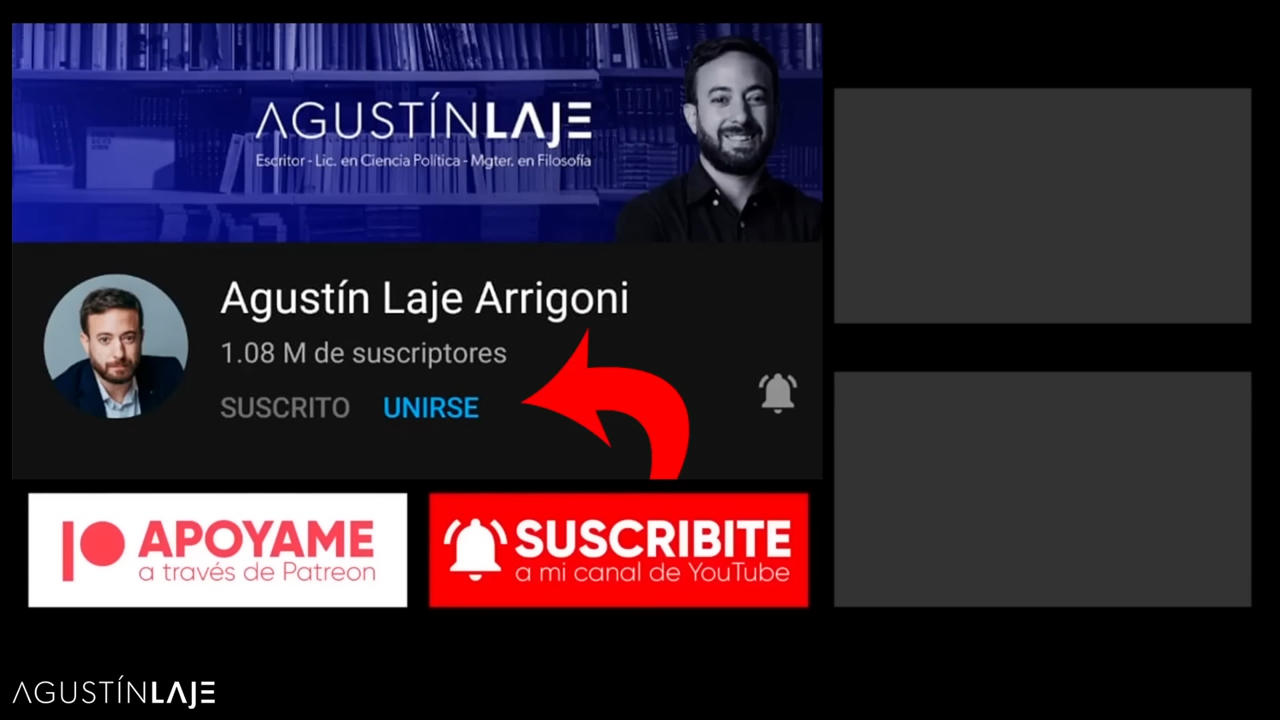 AGUSTÍNLAJE
Escritor - Lic. en Ciencia Política - Mgter. en Filosofía
Agustín Laje Arrigoni
1.08 M de suscriptores
SUSCRITO UNIRSE
APOYAME
a través de Patreon
SUSCRIBITE
a mi canal de YouTube
AGUSTÍNLAJE